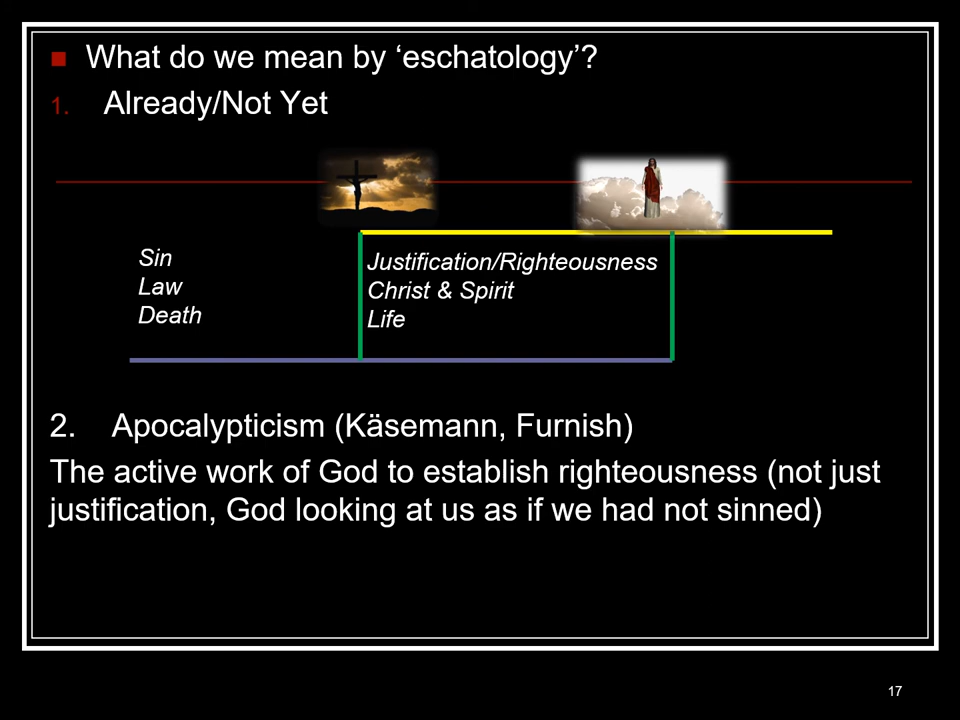 What do we mean by ‘eschatology’?
1. Already/Not Yet
Sin
Law
Death
Justification/Righteousness
Christ & Spirit
Life
2. Apocalypticism (Käsemann, Furnish)
The active work of God to establish righteousness (not just
justification, God looking at us as if we had not sinned)
17